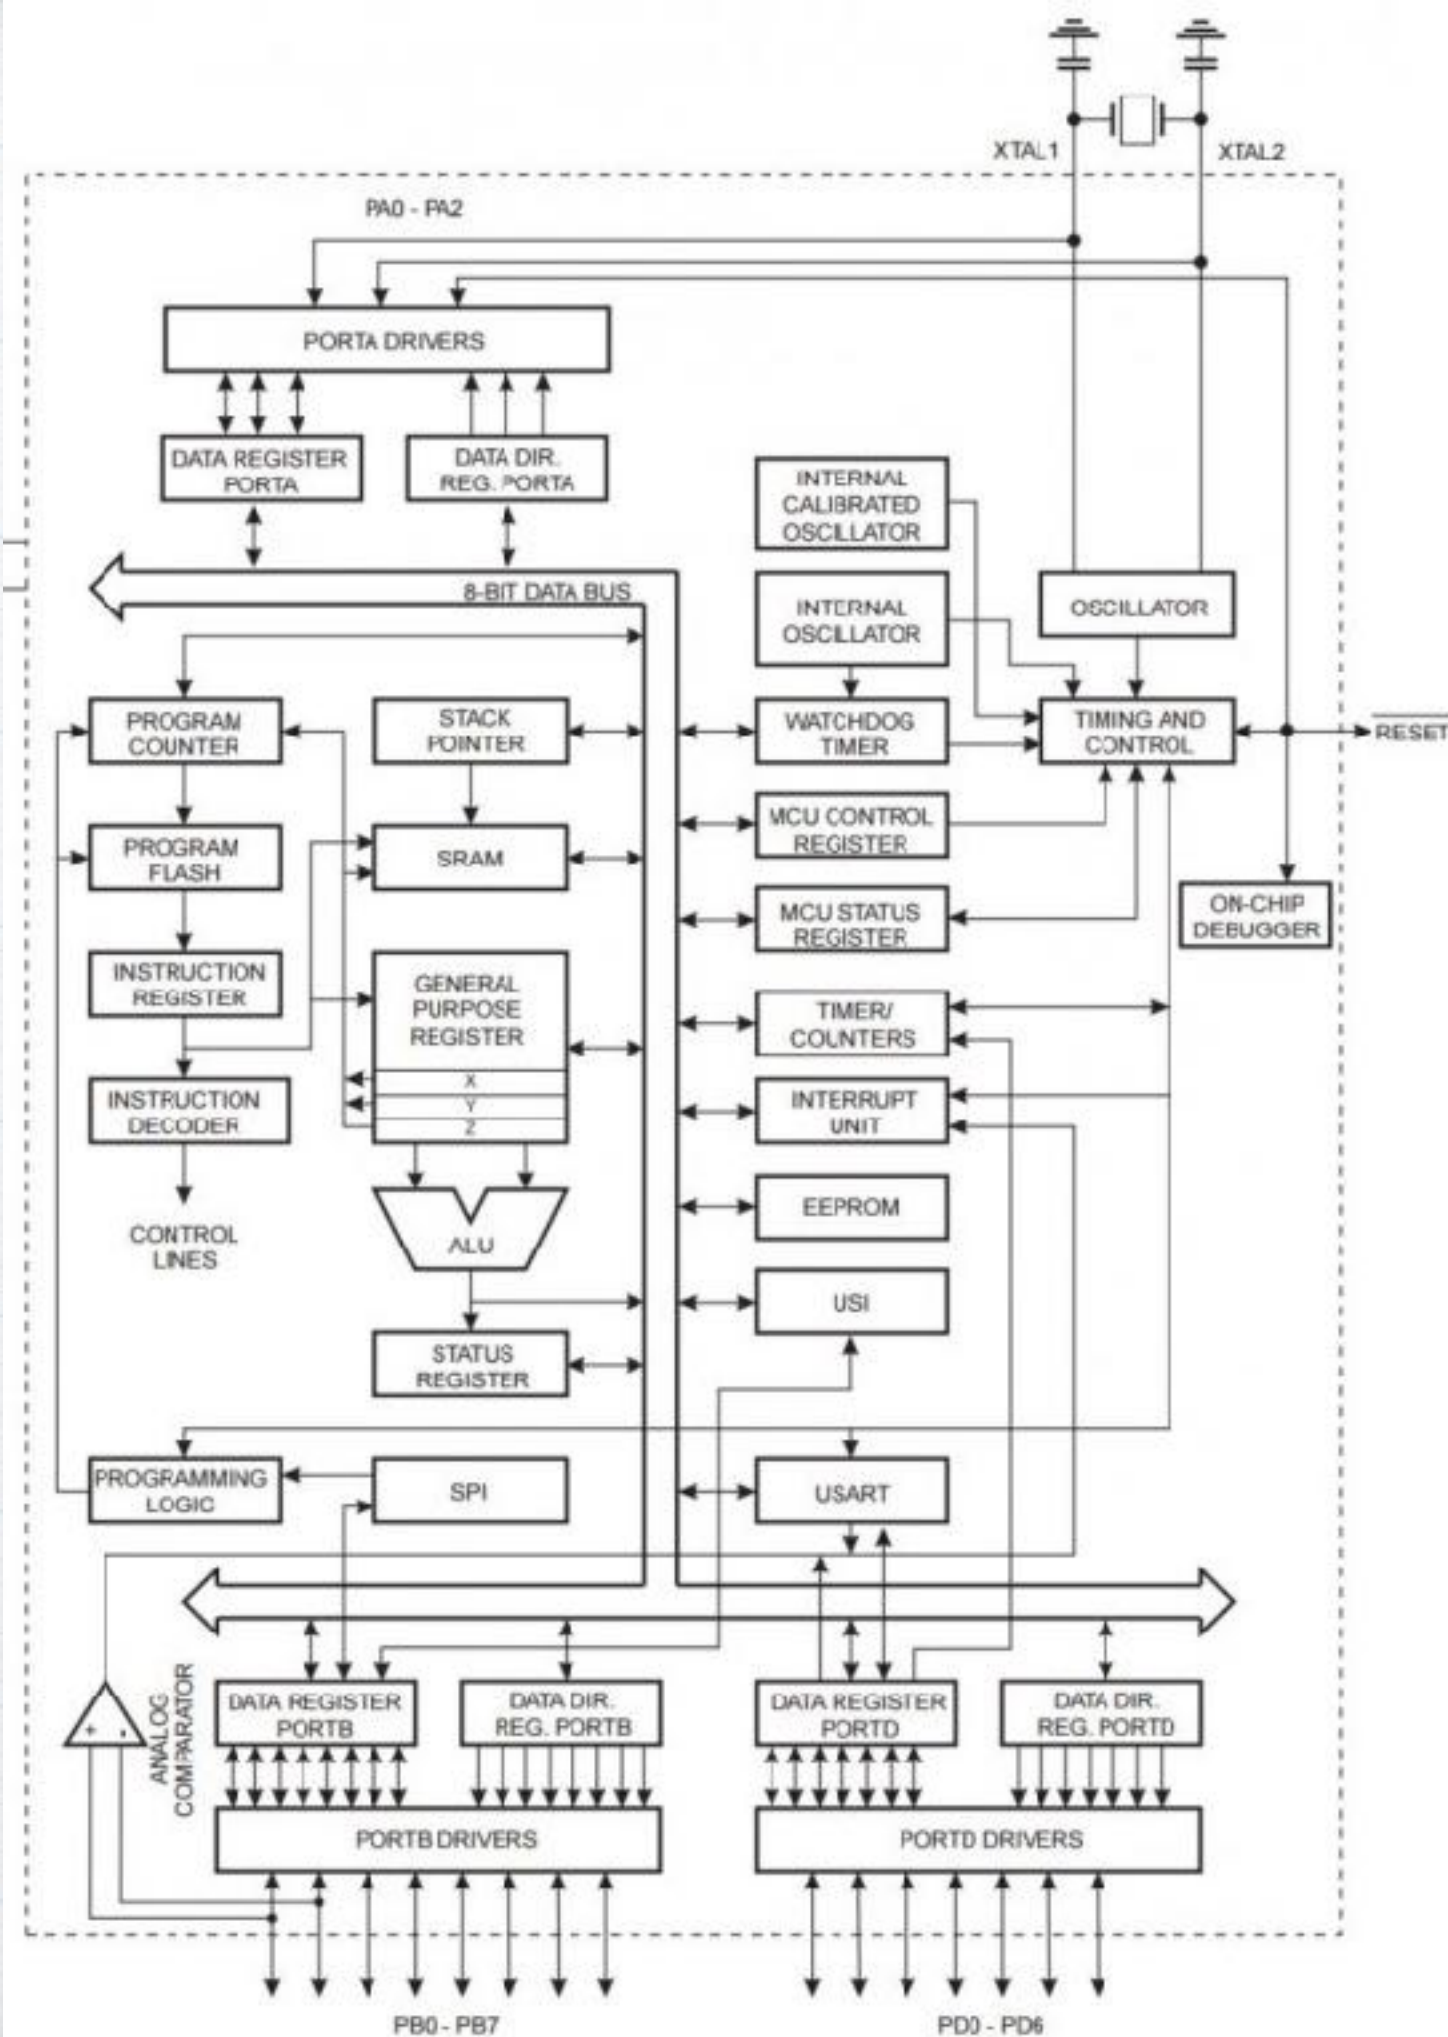 XTAL1
XTAL2
PA0 - PA2
PORTA DRIVERS
DATA REGISTER
PORTA
DATA DIR.
REG. PORTA
INTERNAL
CALIBRATED
OSCILLATOR
8-BIT DATA BUS
INTERNAL
OSCILLATOR
OSCILLATOR
PROGRAM
COUNTER
STACK
POINTER
WATCHDOG
TIMER
TIMING AND
CONTROL
RESET
PROGRAM
FLASH
SRAM
MCU CONTROL
REGISTER
MCU STATUS
REGISTER
ON-CHIP
DEBUGGER
INSTRUCTION
REGISTER
GENERAL
PURPOSE
REGISTER
X
Y
Z
TIMER/
COUNTERS
INSTRUCTION
DECODER
INTERRUPT
UNIT
CONTROL
LINES
ALU
EEPROM
USI
STATUS
REGISTER
PROGRAMMING
LOGIC
SPI
USART
+
-
ANALOG
COMPARATOR
DATA REGISTER
PORTB
DATA DIR.
REG. PORTB
DATA REGISTER
PORTD
DATA DIR.
REG. PORTD
PORTB DRIVERS
PORTD DRIVERS
PB0 - PB7
PD0 - PD6